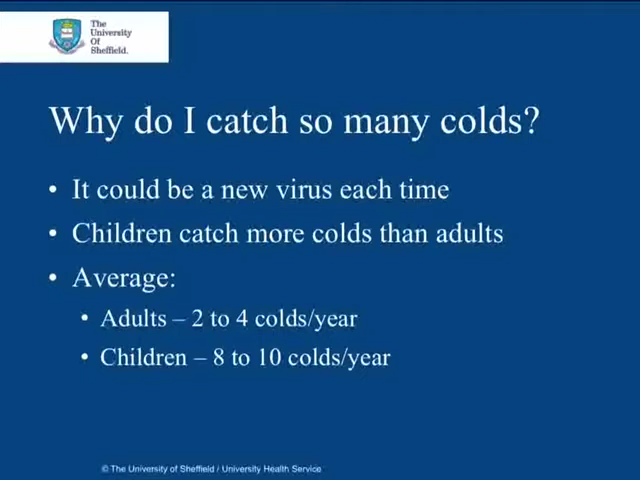 The
University
Of
Sheffield.
Why do I catch so many colds?
• It could be a new virus each time
• Children catch more colds than adults
• Average:
• Adults – 2 to 4 colds/year
• Children – 8 to 10 colds/year
© The University of Sheffield / University Health Service